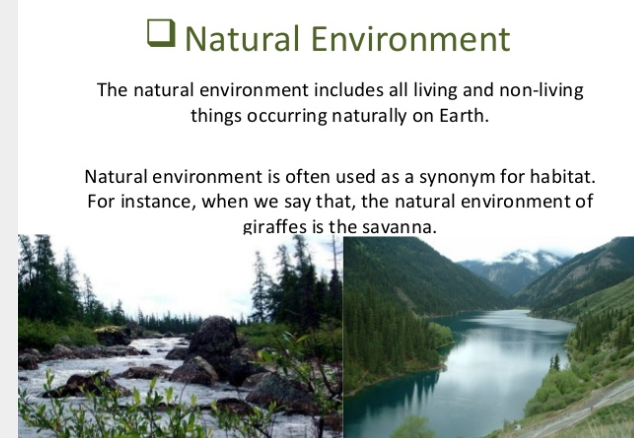 Natural Environment
The natural environment includes all living and non-living
things occurring naturally on Earth.
Natural environment is often used as a synonym for habitat.
For instance, when we say that, the natural environment of
giraffes is the savanna.